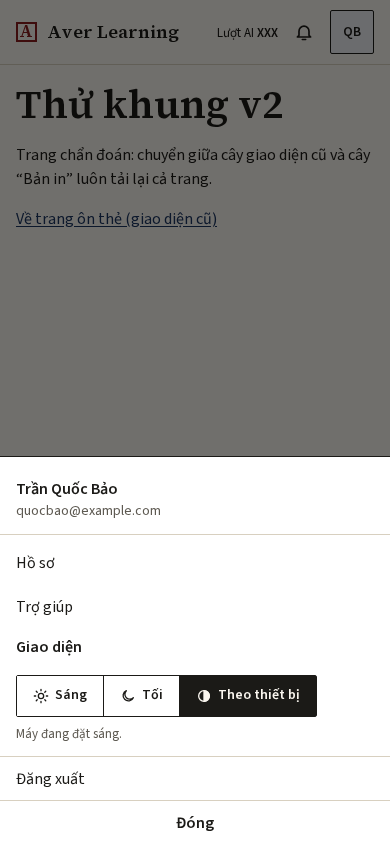 A Aver Learning
Lượt AI XXX
QB
Thử khung v2
Trang chẩn đoán: chuyển giữa cây giao diện cũ và cây
“Bản in” luôn tải lại cả trang.
Về trang ôn thẻ (giao diện cũ)
Trần Quốc Bảo
quocbao@example.com
Hồ sơ
Trợ giúp
Giao diện
Sáng
Tối
Theo thiết bị
Máy đang đặt sáng.
Đăng xuất
Đóng